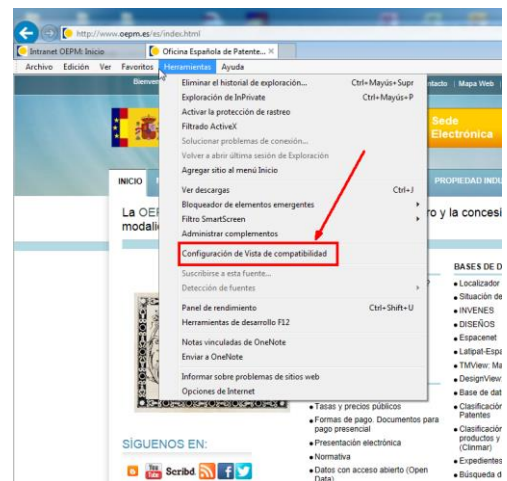 http://www.oepm.es/es/index.html
Intranet OEPM: Inicio
Oficina Española de Patente... ×
Archivo Edición Ver Favoritos Herramientas Ayuda
Mapa Web
Sede
Electrónica
INICIO
PROPIEDAD INDU
La OE
modali
ro y la concesi
Eliminar el historial de exploración... Ctrl+Mayús+Supr
Exploración de InPrivate Ctrl+Mayús+P
Activar la protección de rastreo
Filtrado ActiveX
Solucionar problemas de conexión...
Volver a abrir última sesión de Exploración
Agregar sitio al menú Inicio
Ver descargas Ctrl+J
Bloqueador de elementos emergentes
Filtro SmartScreen
Administrar complementos
Configuración de Vista de compatibilidad
Suscribirse a esta fuente...
Detección de fuentes
Panel de rendimiento Ctrl+Shift+U
Herramientas de desarrollo F12
Notas vinculadas de OneNote
Enviar a OneNote
Informar sobre problemas de sitios web
Opciones de Internet
BASES DE D
Localizador
Situación de
INVENES
DISEÑOS
Espacenet
Latipat-Espa
TMView: Ma
DesignView
Base de dat
Clasificación
Patentes
Clasificación
productos y
(Clinmar)
Expedientes
Búsqueda d
Tasas y precios públicos
Formas de pago. Documentos para
pago presencial
Presentación electrónica
Normativa
Datos con acceso abierto (Open
Data)
SÍGUENOS EN:
You Tube Scribd.